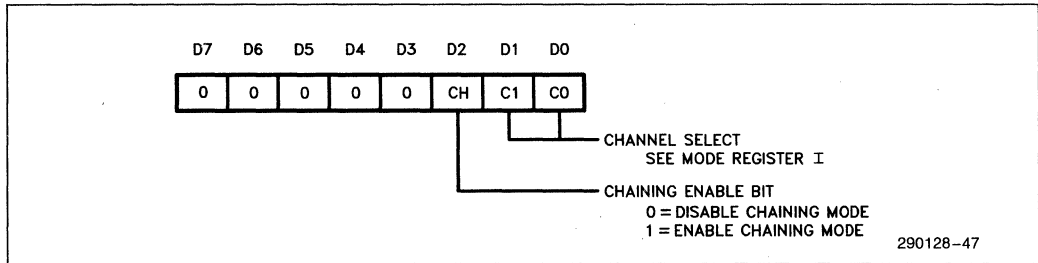 D7 D6 D5 D4 D3 D2 D1 D0
0 0 0 0 0 CH C1 C0
CHANNEL SELECT
SEE MODE REGISTER I
CHAINING ENABLE BIT
0 = DISABLE CHAINING MODE
1 = ENABLE CHAINING MODE
290128-47